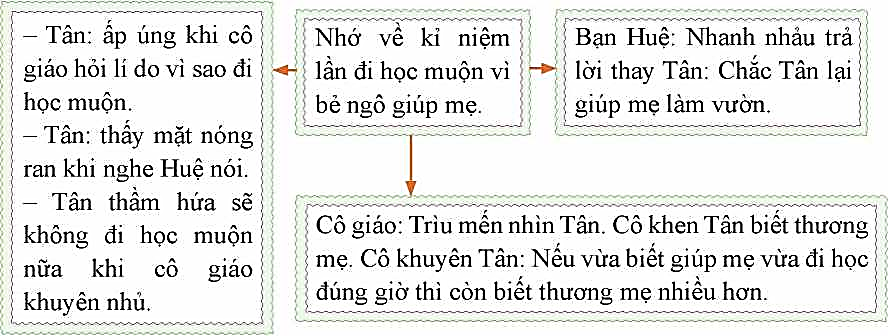 – Tân: ấp úng khi cô
giáo hỏi lí do vì sao đi
học muộn.
– Tân: thấy mặt nóng
ran khi nghe Huệ nói.
– Tân thầm hứa sẽ
không đi học muộn
nữa khi cô giáo
khuyên nhủ.
Nhớ về kỉ niệm
lần đi học muộn vì
bẻ ngô giúp mẹ.
Bạn Huệ: Nhanh nhảu trả
lời thay Tân: Chắc Tân lại
giúp mẹ làm vườn.
Cô giáo: Trìu mến nhìn Tân. Cô khen Tân biết thương
mẹ. Cô khuyên Tân: Nếu vừa biết giúp mẹ vừa đi học
đúng giờ thì còn biết thương mẹ nhiều hơn.